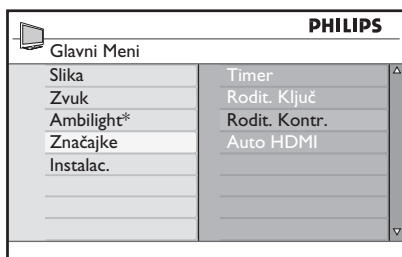 PHILIPS
Glavni Meni
Slika
Zvuk
Ambilight*
Značajke
Instalac.
Timer
Rodit. Ključ
Rodit. Kontr.
Auto HDMI